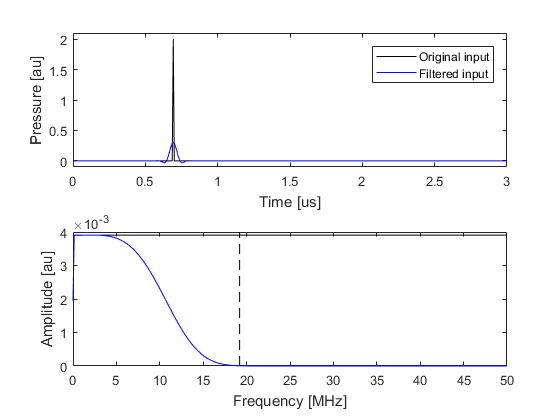 2
1.5
1
0.5
0
Pressure [au]
Original input
Filtered input
0 0.5 1 1.5 2 2.5 3
Time [us]
×10-3
4
3
2
1
0
Amplitude [au]
0 5 10 15 20 25 30 35 40 45 50
Frequency [MHz]